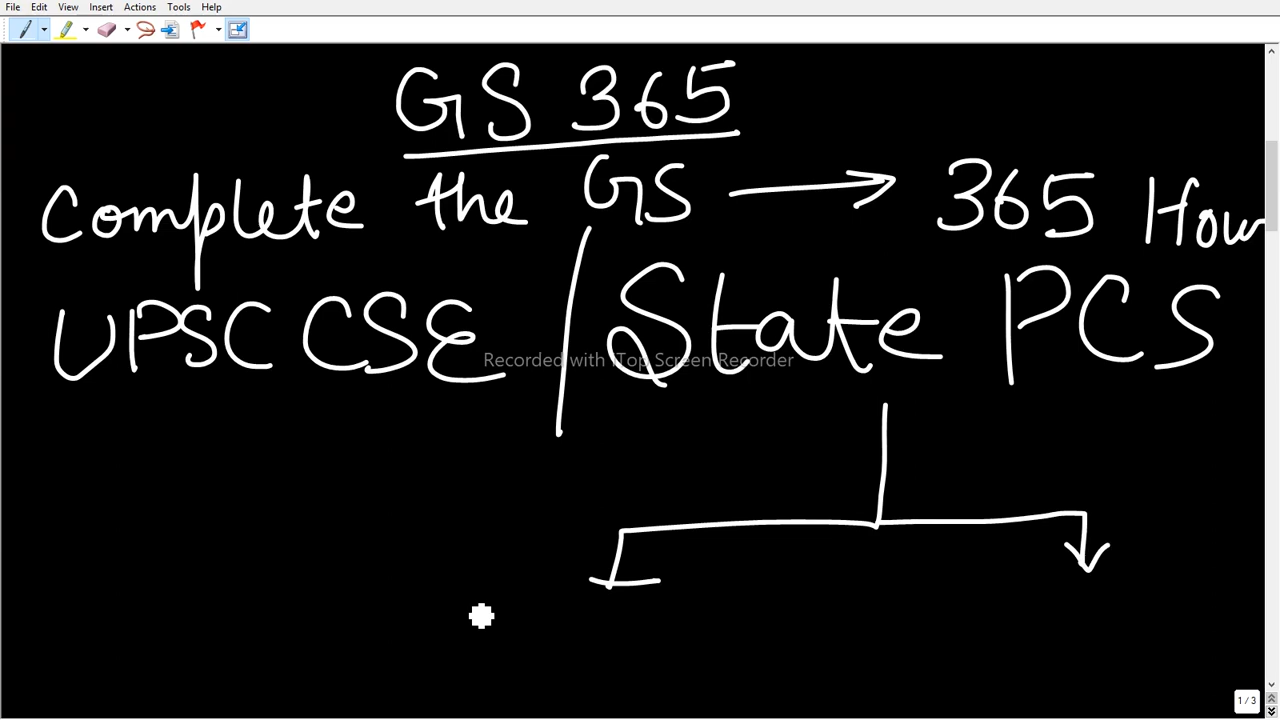 File Edit View Insert Actions Tools Help
GS 365
Complete the GS → 365 Hou
UPSC CSE / State PCS
Recorded with iTop Screen Recorder
1 / 3